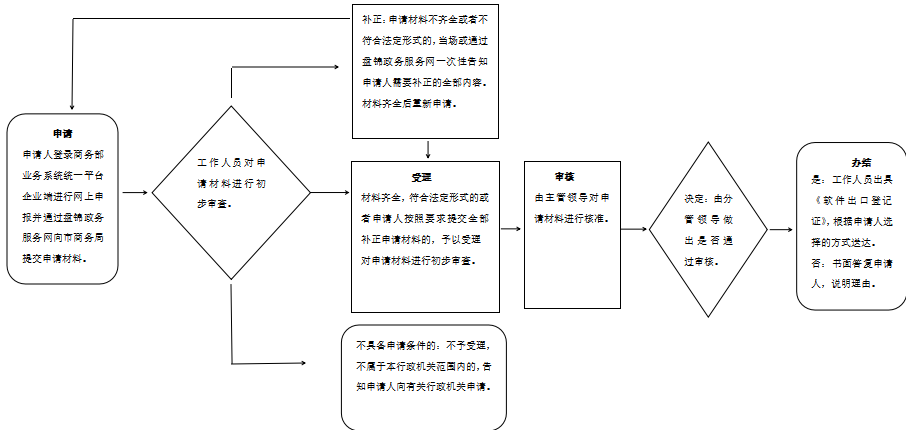 补正：申请材料不齐全或者不
符合法定形式的，当场或通过
盘锦政务服务网一次性告知
申请人需要补正的全部内容。
材料齐全后重新申请。
申请
申请人登录商务部
业务系统统一平台
企业端进行网上申
报并通过盘锦政务
服务网向市商务局
提交申请材料。
工作人员对申
请材料进行初
步审查。
受理
材料齐全，符合法定形式的或
者申请人按照要求提交全部
补正申请材料的，予以受理
对申请材料进行初步审查。
审核
由主管领导对申
请材料进行核准。
决定：由分
管领导做
出是否通
过审核。
办结
是：工作人员出具
《软件出口登记
证》，根据申请人选
择的方式送达。
否：书面答复申请
人，说明理由。
不具备申请条件的：不予受理，
不属于本行政机关范围内的，告
知申请人向有关行政机关申请。